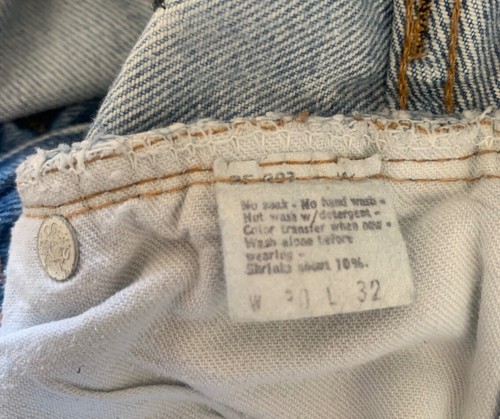 No soak - No hand wash -
Hot wash w/detergent -
Color transfer when new -
Wash alone before
wearing -
Shrinks about 10%.
W 30 L 32